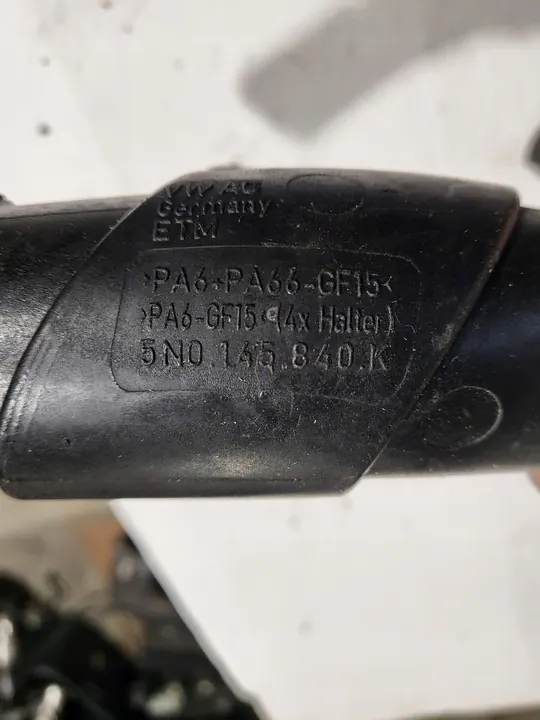 VW AG
Germany
ETM
>PA6+PA66-GF15<
>PA6-GF15<(4x Halter)
5N0.145.840.K